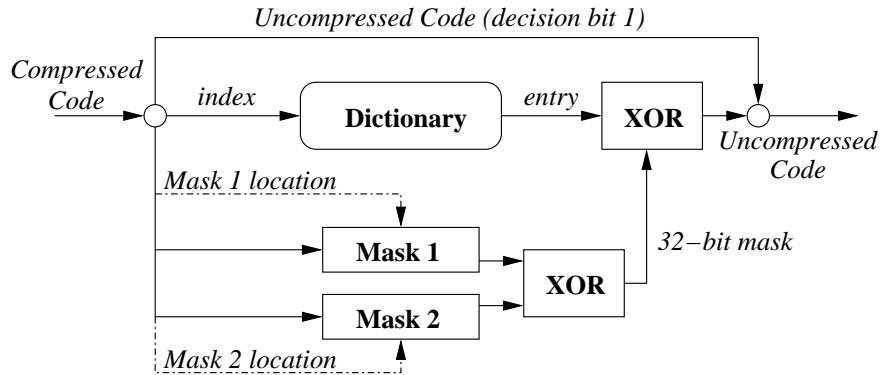 Uncompressed Code (decision bit 1)
Compressed
Code
index
Dictionary
entry
XOR
Uncompressed
Code
Mask 1 location
Mask 1
32−bit mask
XOR
Mask 2
Mask 2 location